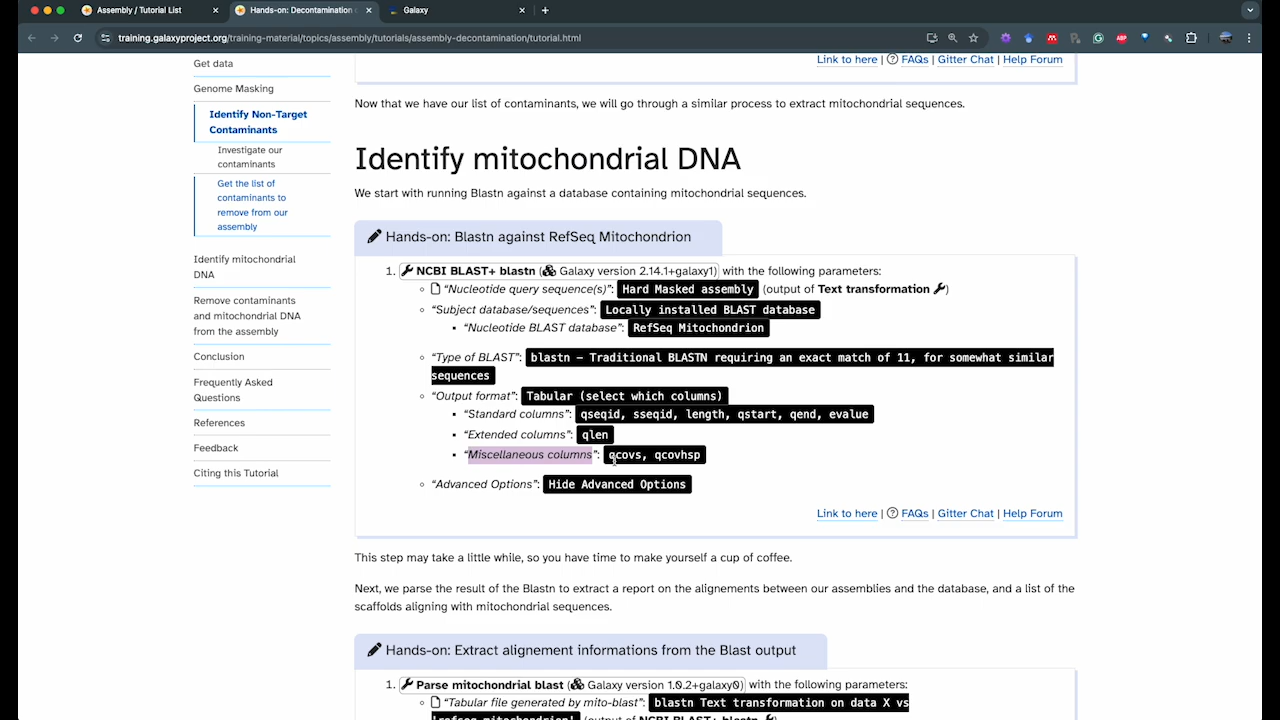 Assembly / Tutorial List
Hands-on: Decontamination
Galaxy
training.galaxyproject.org/training-material/topics/assembly/tutorials/assembly-decontamination/tutorial.html
Get data
Genome Masking
Identify Non-Target
Contaminants
Investigate our
contaminants
Get the list of
contaminants to
remove from our
assembly
Identify mitochondrial
DNA
Remove contaminants
and mitochondrial DNA
from the assembly
Conclusion
Frequently Asked
Questions
References
Feedback
Citing this Tutorial
Link to here | FAQs | Gitter Chat | Help Forum
Now that we have our list of contaminants, we will go through a similar process to extract mitochondrial sequences.
Identify mitochondrial DNA
We start with running Blastn against a database containing mitochondrial sequences.
Hands-on: Blastn against RefSeq Mitochondrion
1. NCBI BLAST+ blastn ( Galaxy version 2.14.1+galaxy1) with the following parameters:
“Nucleotide query sequence(s)”: Hard Masked assembly (output of Text transformation )
“Subject database/sequences”: Locally installed BLAST database
“Nucleotide BLAST database”: RefSeq Mitochondrion
“Type of BLAST”: blastn – Traditional BLASTN requiring an exact match of 11, for somewhat similar
sequences
“Output format”: Tabular (select which columns)
“Standard columns”: qseqid, sseqid, length, qstart, qend, evalue
“Extended columns”: qlen
“Miscellaneous columns”: qcovs, qcovhsp
“Advanced Options”: Hide Advanced Options
Link to here | FAQs | Gitter Chat | Help Forum
This step may take a little while, so you have time to make yourself a cup of coffee.
Next, we parse the result of the Blastn to extract a report on the alignments between our assemblies and the database, and a list of the
scaffolds aligning with mitochondrial sequences.
Hands-on: Extract alignement informations from the Blast output
1. Parse mitochondrial blast ( Galaxy version 1.0.2+galaxy0) with the following parameters:
“Tabular file generated by mito-blast”: blastn Text transformation on data X vs
'refseq_mitochondrion' (output of NCBI BLAST+ blastn )